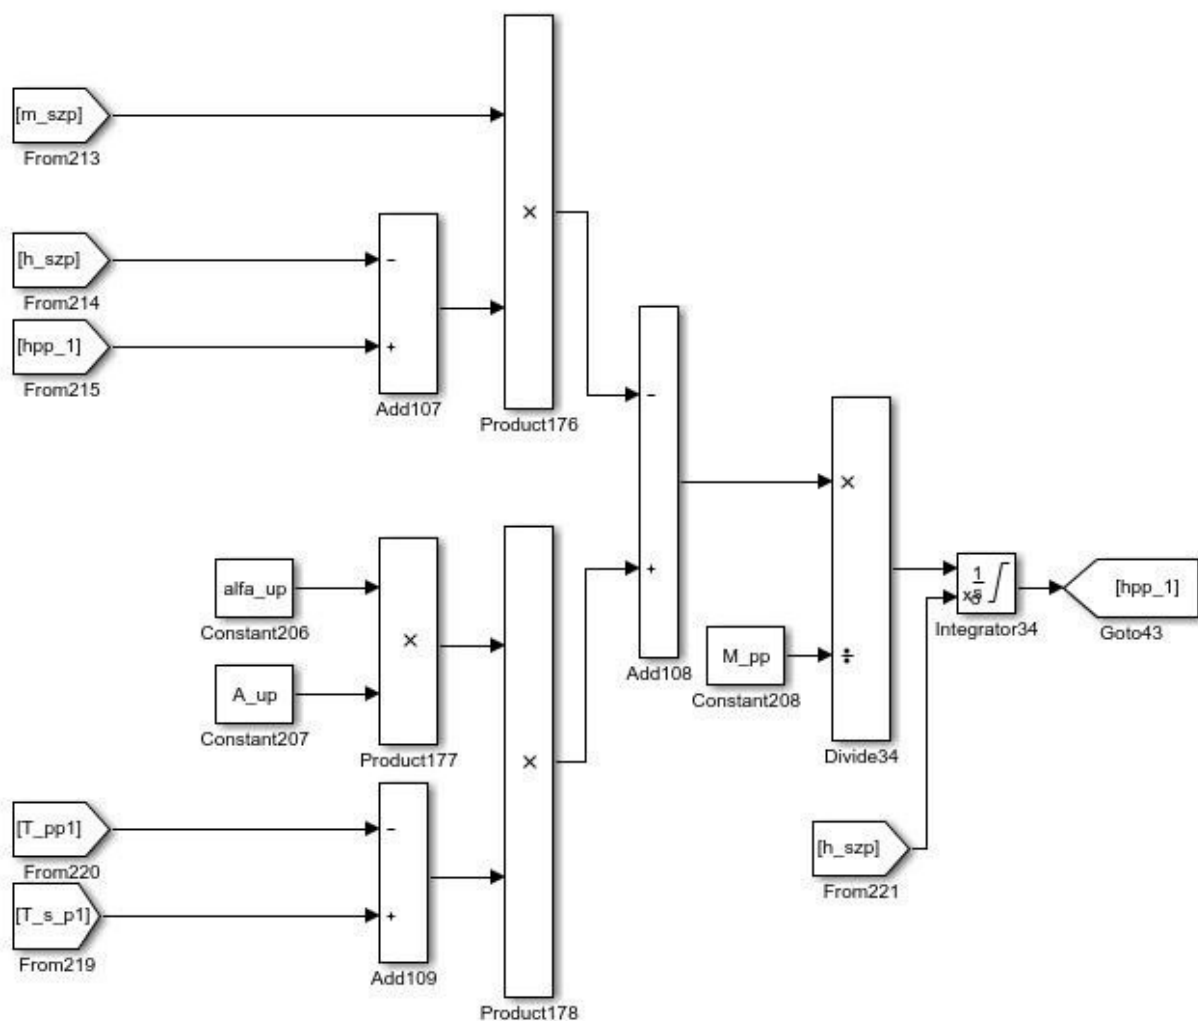 [m_szp]
From213
×
[h_szp]
From214
-
[hpp_1]
From215
+
Add107
Product176
-
×
alfa_up
Constant206
A_up
Constant207
×
Product177
+
M_pp
Constant208
Add108
÷
Divide34
1
s
xo
Integrator34
[hpp_1]
Goto43
×
[T_pp1]
From220
-
[T_s_p1]
From219
+
Add109
Product178
[h_szp]
From221